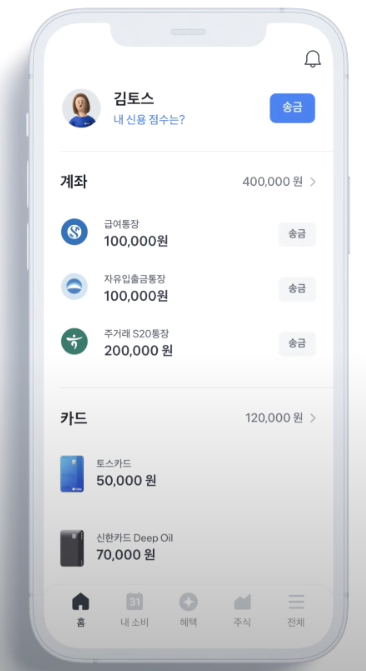 김토스
내 신용 점수는?
송금
계좌
400,000 원
급여통장
100,000원
송금
자유입출금통장
100,000원
송금
주거래 S20통장
200,000 원
송금
카드
120,000 원
토스카드
50,000 원
신한카드 Deep Oil
70,000 원
31
홈
내 소비
혜택
주식
전체